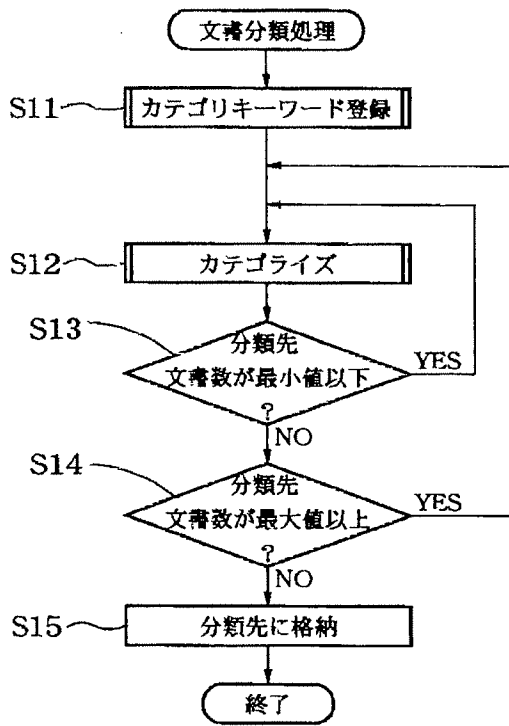 文書分類処理
S11
カテゴリキーワード登録
S12
カテゴライズ
S13
分類先
文書数が最小値以下
?
YES
NO
S14
分類先
文書数が最大値以上
?
YES
NO
S15
分類先に格納
終了